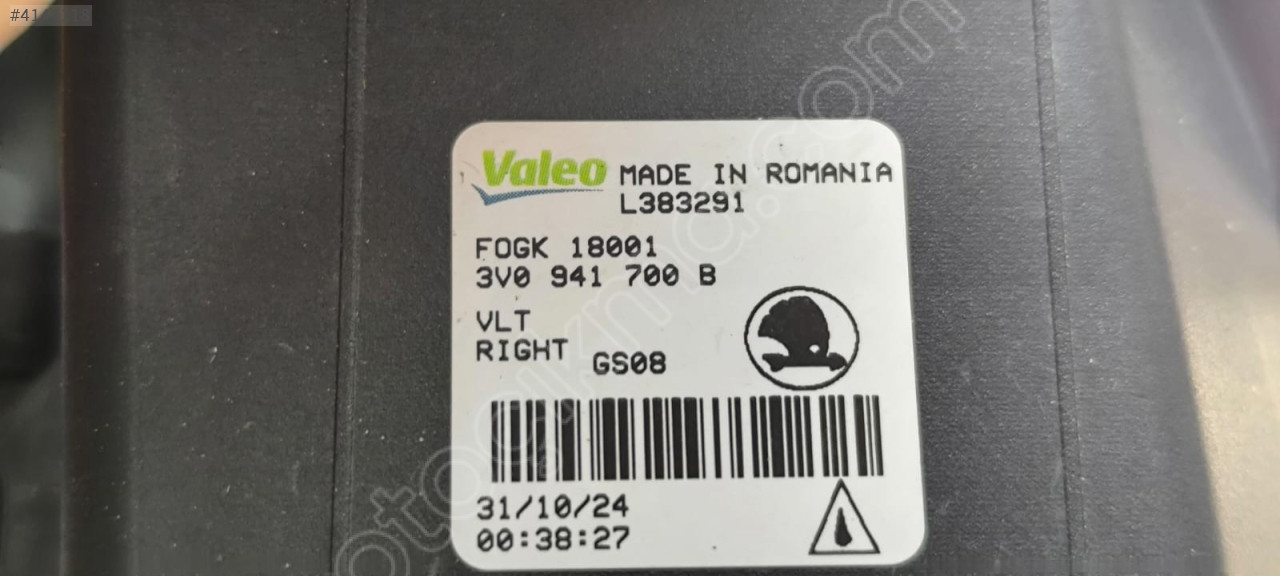 Valeo MADE IN ROMANIA
L383291
FOGK 18001
3V0 941 700 B
VLT
RIGHT GS08
31/10/24
00:38:27